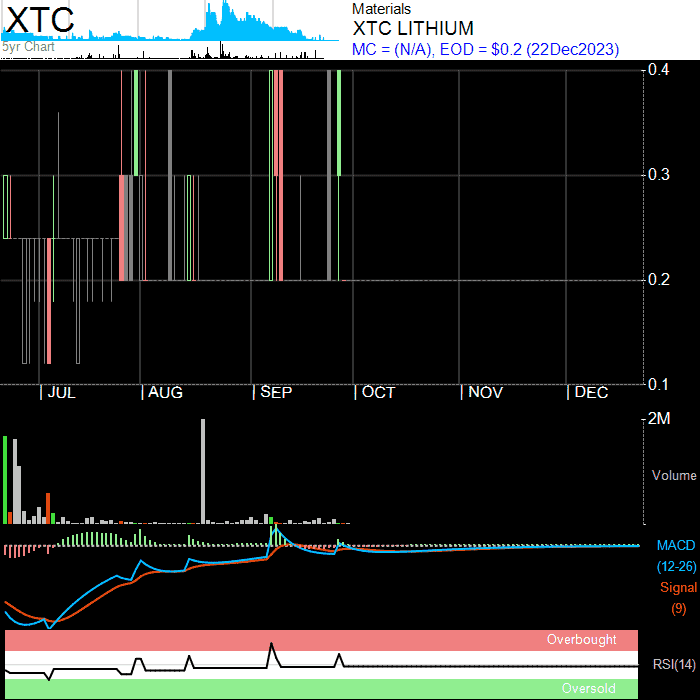 XTC
5yr Chart
Materials
XTC LITHIUM
MC = (N/A), EOD = $0.2 (22Dec2023)
0.4
0.3
0.2
0.1
JUL AUG SEP OCT NOV DEC
2M
Volume
MACD
(12-26)
Signal
(9)
Overbought
RSI(14)
Oversold